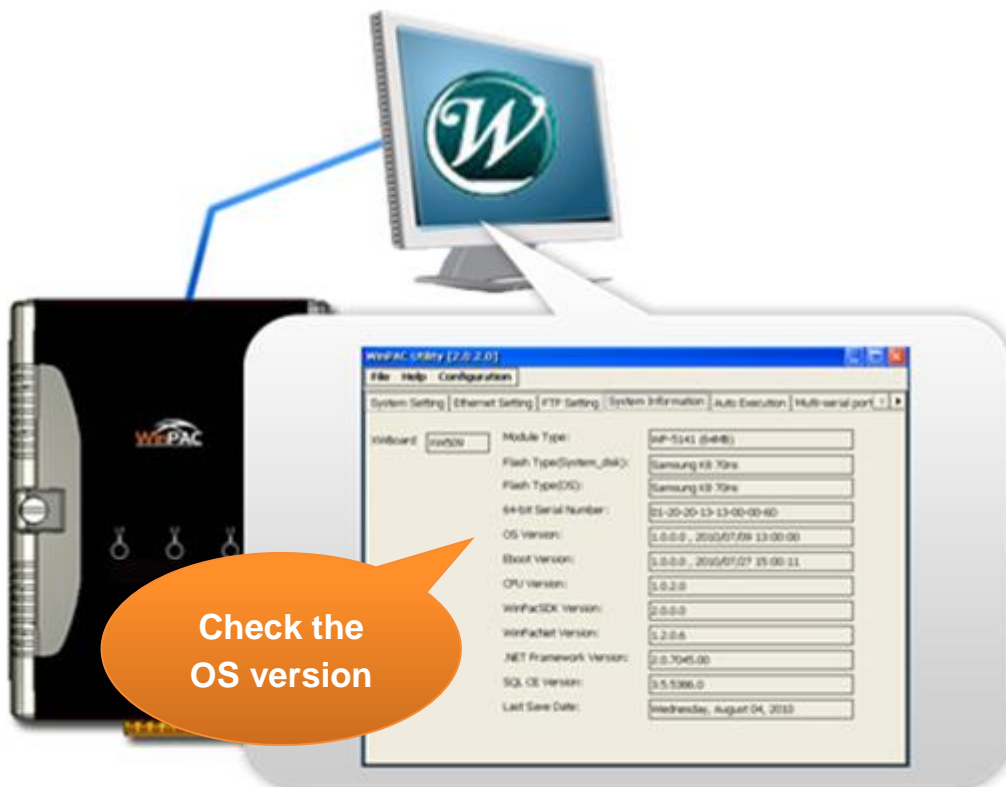 W
WinPAC Utility [2.0.2.0]
File Help Configuration
System Setting Ethernet Setting FTP Setting System Information Auto Execution Multi-serial port
XWBoard XW509
Module Type: WP-5141 (64MB)
Flash Type(System_disk): Samsung K8 70ns
Flash Type(OS): Samsung K8 70ns
64-bit Serial Number: 01-20-20-13-13-00-00-6D
OS Version: 1.0.0.0 , 2010/07/09 13:00:00
Eboot Version: 1.0.0.0 , 2010/07/27 15:00:11
CPU Version: 1.0.2.0
WinPacSDK Version: 2.0.0.0
WinPacNet Version: 1.2.0.6
.NET Framework Version: 2.0.7045.00
SQL CE Version: 3.5.5386.0
Last Save Date: Wednesday, August 04, 2010
WinPAC
Check the
OS version